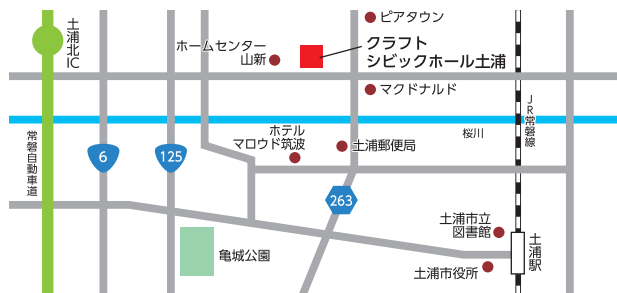 ピアタウン
土浦北IC
ホームセンター
山新
クラフト
シビックホール土浦
マクドナルド
JR常磐線
桜川
ホテル
マロウド筑波
土浦郵便局
常磐自動車道
6
125
263
土浦市立
図書館
亀城公園
土浦駅
土浦市役所